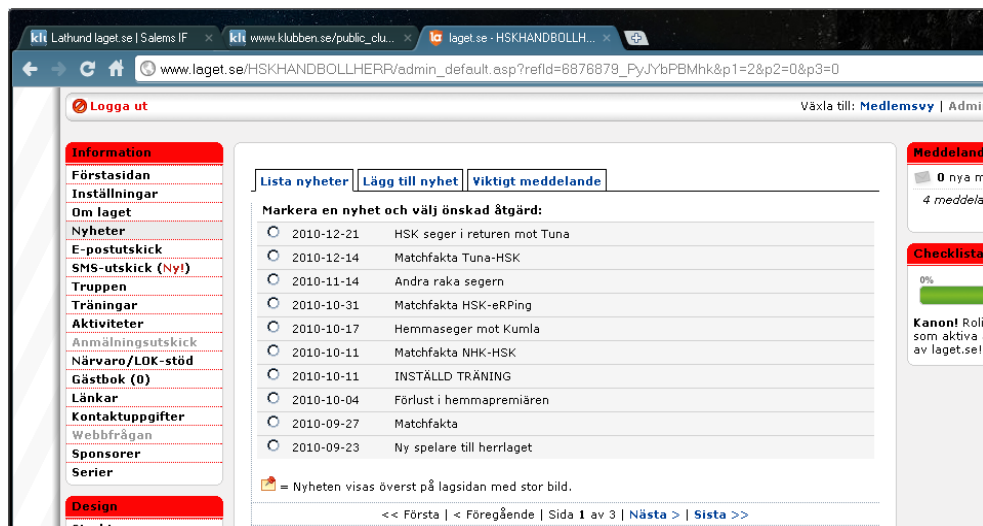 Lathund laget.se | Salems IF
www.klubben.se/public_clu...
laget.se - HSKHANDBOLLH...
www.laget.se/HSKHANDBOLLHERR/admin_default.asp?refId=6876879_PyJYbPBMhk&p1=2&p2=0&p3=0
Logga ut
Växla till: Medlemsvy | Admi
Information
Förstasidan
Inställningar
Om laget
Nyheter
E-postutskick
SMS-utskick (Ny!)
Truppen
Träningar
Aktiviteter
Anmälningsutskick
Närvaro/LOK-stöd
Gästbok (0)
Länkar
Kontaktuppgifter
Webbfrågan
Sponsorer
Serier
Design
Lista nyheter
Lägg till nyhet
Viktigt meddelande
Markera en nyhet och välj önskad åtgärd:
2010-12-21 HSK seger i returen mot Tuna
2010-12-14 Matchfakta Tuna-HSK
2010-11-14 Andra raka segern
2010-10-31 Matchfakta HSK-eRPing
2010-10-17 Hemmaseger mot Kumla
2010-10-11 Matchfakta NHK-HSK
2010-10-11 INSTÄLLD TRÄNING
2010-10-04 Förlust i hemmapremiären
2010-09-27 Matchfakta
2010-09-23 Ny spelare till herrlaget
= Nyheten visas överst på lagsidan med stor bild.
<< Första | < Föregående | Sida 1 av 3 | Nästa > | Sista >>
Meddeland
0 nya m
4 meddela
Checklista
0%
Kanon! Roli
som aktiva
av laget.se!